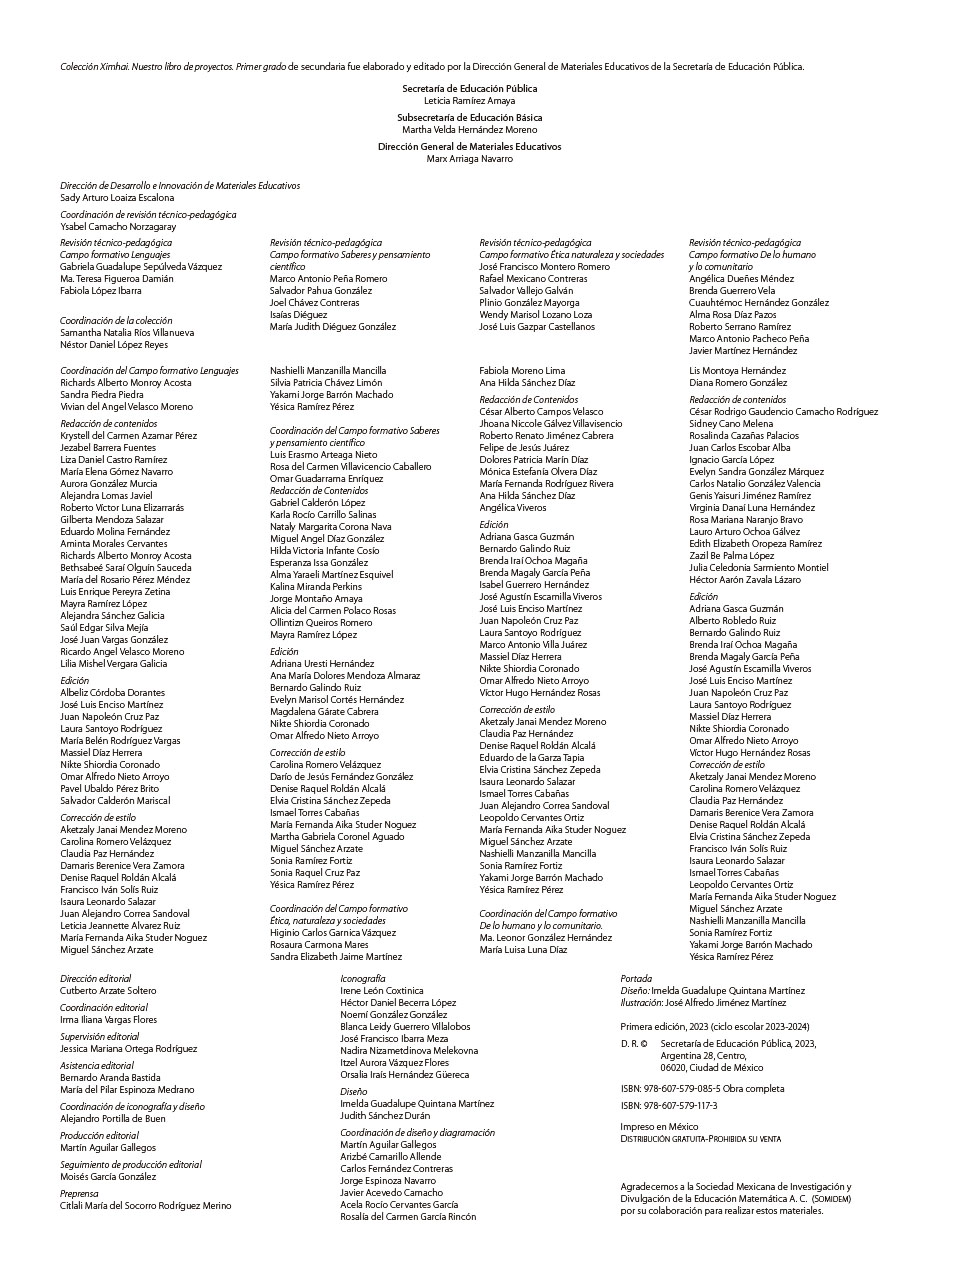 Colección Ximhai. Nuestro libro de proyectos. Primer grado de secundaria fue elaborado y editado por la Dirección General de Materiales Educativos de la Secretaría de Educación Pública.
Secretaría de Educación Pública
Leticia Ramírez Amaya
Subsecretaría de Educación Básica
Martha Velda Hernández Moreno
Dirección General de Materiales Educativos
Marx Arriaga Navarro
Dirección de Desarrollo e Innovación de Materiales Educativos
Sady Arturo Loaiza Escalona
Coordinación de revisión técnico-pedagógica
Ysabel Camacho Norzagaray
Revisión técnico-pedagógica
Campo formativo Lenguajes
Gabriela Guadalupe Sepúlveda Vázquez
Ma. Teresa Figueroa Damián
Fabiola López Ibarra
Coordinación de la colección
Samantha Natalia Ríos Villanueva
Néstor Daniel López Reyes
Revisión técnico-pedagógica
Campo formativo Saberes y pensamiento
científico
Marco Antonio Peña Romero
Salvador Pahua González
Joel Chávez Contreras
Isaías Diéguez
María Judith Diéguez González
Revisión técnico-pedagógica
Campo formativo Ética naturaleza y sociedades
José Francisco Montero Romero
Rafael Mexicano Contreras
Salvador Vallejo Galván
Plinio González Mayorga
Wendy Marisol Lozano Loza
José Luis Gazpar Castellanos
Revisión técnico-pedagógica
Campo formativo De lo humano
y lo comunitario
Angélica Dueñes Méndez
Brenda Guerrero Vela
Cuauhtémoc Hernández González
Alma Rosa Díaz Pazos
Roberto Serrano Ramírez
Marco Antonio Pacheco Peña
Javier Martínez Hernández
Coordinación del Campo formativo Lenguajes
Richards Alberto Monroy Acosta
Sandra Piedra Piedra
Vivian del Angel Velasco Moreno
Redacción de contenidos
Krystell del Carmen Azamar Pérez
Jezabel Barrera Fuentes
Liza Daniel Castro Ramírez
María Elena Gómez Navarro
Aurora González Murcia
Alejandra Lomas Javiel
Roberto Víctor Luna Elizarrarás
Gilberta Mendoza Salazar
Eduardo Molina Fernández
Aminta Morales Cervantes
Richards Alberto Monroy Acosta
Bethsabeé Saraí Olguín Sauceda
María del Rosario Pérez Méndez
Luis Enrique Pereyra Zetina
Mayra Ramírez López
Alejandra Sánchez Galicia
Saúl Edgar Silva Mejía
José Juan Vargas González
Ricardo Angel Velasco Moreno
Lilia Mishel Vergara Galicia
Edición
Albeliz Córdoba Dorantes
José Luis Enciso Martínez
Juan Napoleón Cruz Paz
Laura Santoyo Rodríguez
María Belén Rodríguez Vargas
Massiel Díaz Herrera
Nikte Shiordia Coronado
Omar Alfredo Nieto Arroyo
Pavel Ubaldo Pérez Brito
Salvador Calderón Mariscal
Corrección de estilo
Aketzaly Janai Mendez Moreno
Carolina Romero Velázquez
Claudia Paz Hernández
Damaris Berenice Vera Zamora
Denise Raquel Roldán Alcalá
Francisco Iván Solís Ruiz
Isaura Leonardo Salazar
Juan Alejandro Correa Sandoval
Leticia Jeannette Alvarez Ruiz
María Fernanda Aika Studer Noguez
Miguel Sánchez Arzate
Nashielli Manzanilla Mancilla
Silvia Patricia Chávez Limón
Yakami Jorge Barrón Machado
Yésica Ramírez Pérez
Coordinación del Campo formativo Saberes
y pensamiento científico
Luis Erasmo Arteaga Nieto
Rosa del Carmen Villavicencio Caballero
Omar Guadarrama Enríquez
Redacción de Contenidos
Gabriel Calderón López
Karla Rocío Carrillo Salinas
Nataly Margarita Corona Nava
Miguel Angel Díaz González
Hilda Victoria Infante Cosío
Esperanza Issa González
Alma Yaraeli Martínez Esquivel
Kalina Miranda Perkins
Jorge Montaño Amaya
Alicia del Carmen Polaco Rosas
Ollintizn Queiros Romero
Mayra Ramírez López
Edición
Adriana Uresti Hernández
Ana María Dolores Mendoza Almaraz
Bernardo Galindo Ruiz
Evelyn Marisol Cortés Hernández
Magdalena Gárate Cabrera
Nikte Shiordia Coronado
Omar Alfredo Nieto Arroyo
Corrección de estilo
Carolina Romero Velázquez
Darío de Jesús Fernández González
Denise Raquel Roldán Alcalá
Elvia Cristina Sánchez Zepeda
Ismael Torres Cabañas
María Fernanda Aika Studer Noguez
Martha Gabriela Coronel Aguado
Miguel Sánchez Arzate
Sonia Ramírez Fortiz
Sonia Raquel Cruz Paz
Yésica Ramírez Pérez
Coordinación del Campo formativo
Ética, naturaleza y sociedades
Higinio Carlos Garnica Vázquez
Rosaura Carmona Mares
Sandra Elizabeth Jaime Martínez
Fabiola Moreno Lima
Ana Hilda Sánchez Díaz
Redacción de Contenidos
César Alberto Campos Velasco
Jhoana Niccole Gálvez Villavisencio
Roberto Renato Jiménez Cabrera
Felipe de Jesús Juárez
Dolores Patricia Marín Díaz
Mónica Estefanía Olvera Díaz
María Fernanda Rodríguez Rivera
Ana Hilda Sánchez Díaz
Angélica Viveros
Edición
Adriana Gasca Guzmán
Bernardo Galindo Ruiz
Brenda Iraí Ochoa Magaña
Brenda Magaly García Peña
Isabel Guerrero Hernández
José Agustín Escamilla Viveros
José Luis Enciso Martínez
Juan Napoleón Cruz Paz
Laura Santoyo Rodríguez
Marco Antonio Villa Juárez
Massiel Díaz Herrera
Nikte Shiordia Coronado
Omar Alfredo Nieto Arroyo
Víctor Hugo Hernández Rosas
Corrección de estilo
Aketzaly Janai Mendez Moreno
Claudia Paz Hernández
Denise Raquel Roldán Alcalá
Eduardo de la Garza Tapia
Elvia Cristina Sánchez Zepeda
Isaura Leonardo Salazar
Ismael Torres Cabañas
Juan Alejandro Correa Sandoval
Leopoldo Cervantes Ortiz
María Fernanda Aika Studer Noguez
Miguel Sánchez Arzate
Nashielli Manzanilla Mancilla
Sonia Ramírez Fortiz
Yakami Jorge Barrón Machado
Yésica Ramírez Pérez
Coordinación del Campo formativo
De lo humano y lo comunitario.
Ma. Leonor González Hernández
María Luisa Luna Díaz
Lis Montoya Hernández
Diana Romero González
Redacción de contenidos
César Rodrigo Gaudencio Camacho Rodríguez
Sidney Cano Melena
Rosalinda Cazañas Palacios
Juan Carlos Escobar Alba
Ignacio García López
Evelyn Sandra González Márquez
Carlos Natalio González Valencia
Genis Yaisuri Jiménez Ramírez
Virginia Danaí Luna Hernández
Rosa Mariana Naranjo Bravo
Lauro Arturo Ochoa Gálvez
Edith Elizabeth Oropeza Ramírez
Zazil Be Palma López
Julia Celedonia Sarmiento Montiel
Héctor Aarón Zavala Lázaro
Edición
Adriana Gasca Guzmán
Alberto Robledo Ruiz
Bernardo Galindo Ruiz
Brenda Iraí Ochoa Magaña
Brenda Magaly García Peña
José Agustín Escamilla Viveros
José Luis Enciso Martínez
Juan Napoleón Cruz Paz
Laura Santoyo Rodríguez
Massiel Díaz Herrera
Nikte Shiordia Coronado
Omar Alfredo Nieto Arroyo
Víctor Hugo Hernández Rosas
Corrección de estilo
Aketzaly Janai Mendez Moreno
Carolina Romero Velázquez
Claudia Paz Hernández
Damaris Berenice Vera Zamora
Denise Raquel Roldán Alcalá
Elvia Cristina Sánchez Zepeda
Francisco Iván Solís Ruiz
Isaura Leonardo Salazar
Ismael Torres Cabañas
Leopoldo Cervantes Ortiz
María Fernanda Aika Studer Noguez
Miguel Sánchez Arzate
Nashielli Manzanilla Mancilla
Sonia Ramírez Fortiz
Yakami Jorge Barrón Machado
Yésica Ramírez Pérez
Dirección editorial
Cutberto Arzate Soltero
Coordinación editorial
Irma Iliana Vargas Flores
Supervisión editorial
Jessica Mariana Ortega Rodríguez
Asistencia editorial
Bernardo Aranda Bastida
María del Pilar Espinoza Medrano
Coordinación de iconografía y diseño
Alejandro Portilla de Buen
Producción editorial
Martín Aguilar Gallegos
Seguimiento de producción editorial
Moisés García González
Preprensa
Citlali María del Socorro Rodríguez Merino
Iconografía
Irene León Coxtinica
Héctor Daniel Becerra López
Noemí González González
Blanca Leidy Guerrero Villalobos
José Francisco Ibarra Meza
Nadira Nizametdinova Melekovna
Itzel Aurora Vázquez Flores
Orsalia Iraís Hernández Güereca
Diseño
Imelda Guadalupe Quintana Martínez
Judith Sánchez Durán
Coordinación de diseño y diagramación
Martín Aguilar Gallegos
Arizbé Camarillo Allende
Carlos Fernández Contreras
Jorge Espinoza Navarro
Javier Acevedo Camacho
Acela Rocío Cervantes García
Rosalía del Carmen García Rincón
Portada
Diseño: Imelda Guadalupe Quintana Martínez
Ilustración: José Alfredo Jiménez Martínez
Primera edición, 2023 (ciclo escolar 2023-2024)
D. R. © Secretaría de Educación Pública, 2023,
Argentina 28, Centro,
06020, Ciudad de México
ISBN: 978-607-579-085-5 Obra completa
ISBN: 978-607-579-117-3
Impreso en México
DISTRIBUCIÓN GRATUITA-PROHIBIDA SU VENTA
Agradecemos a la Sociedad Mexicana de Investigación y
Divulgación de la Educación Matemática A. C. (SOMIDEM)
por su colaboración para realizar estos materiales.